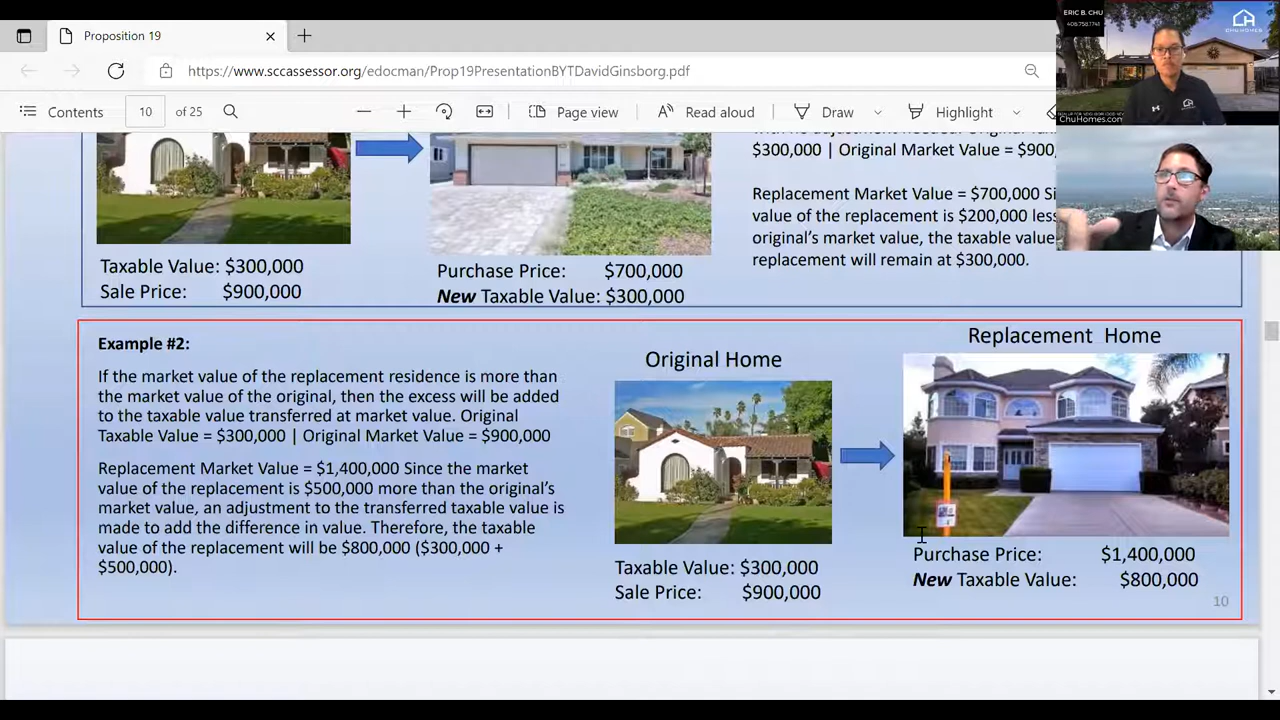 Proposition 19
https://www.sccassessor.org/edocman/Prop19PresentationBYTDavidGinsborg.pdf
Contents 10 of 25 Page view Read aloud Draw Highlight
ERIC B. CHU
408.758.1741
CHU HOMES
ChuHomes.com
$300,000 | Original Market Value = $900,
Replacement Market Value = $700,000
value of the replacement is $200,000 less
original's market value, the taxable value
replacement will remain at $300,000.
Taxable Value: $300,000
Sale Price: $900,000
Purchase Price: $700,000
New Taxable Value: $300,000
Example #2:
If the market value of the replacement residence is more than
the market value of the original, then the excess will be added
to the taxable value transferred at market value. Original
Taxable Value = $300,000 | Original Market Value = $900,000
Replacement Market Value = $1,400,000 Since the market
value of the replacement is $500,000 more than the original's
market value, an adjustment to the transferred taxable value is
made to add the difference in value. Therefore, the taxable
value of the replacement will be $800,000 ($300,000 +
$500,000).
Original Home
Taxable Value: $300,000
Sale Price: $900,000
Replacement Home
Purchase Price: $1,400,000
New Taxable Value: $800,000
10